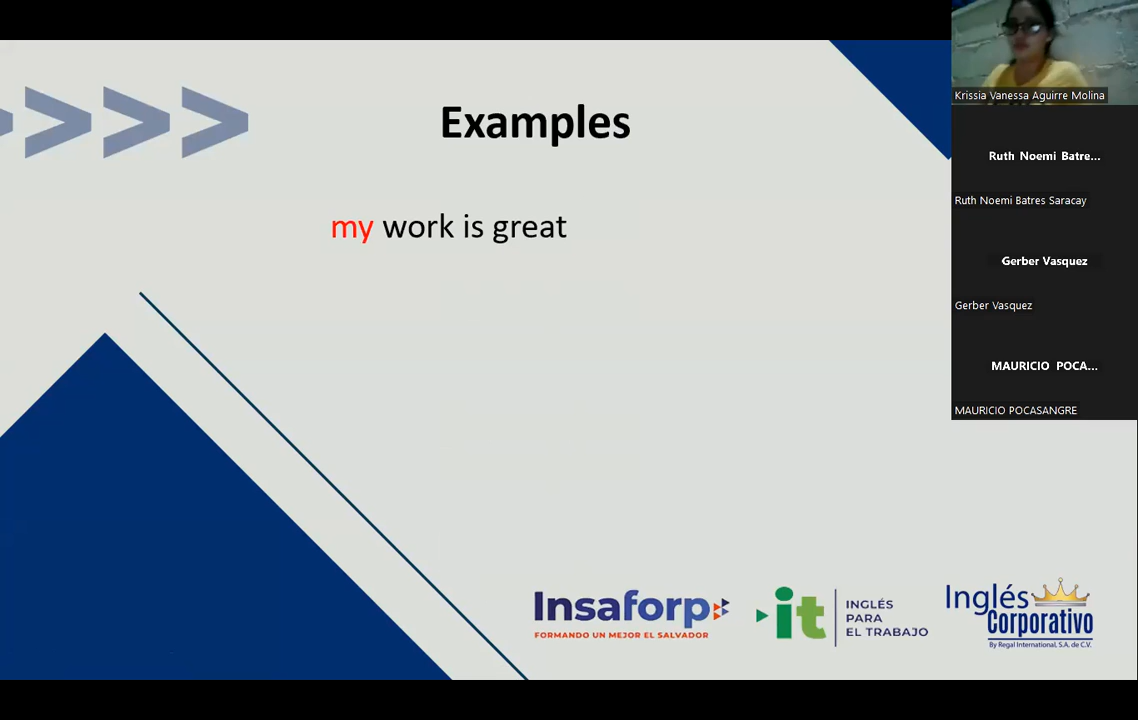 Examples
my work is great
Krissia Vanessa Aguirre Molina
Ruth Noemi Batre...
Ruth Noemi Batres Saracay
Gerber Vasquez
Gerber Vasquez
MAURICIO POCA...
MAURICIO POCASANGRE
Insaforp
FORMANDO UN MEJOR EL SALVADOR
it
INGLÉS
PARA
EL TRABAJO
Inglés
Corporativo
By Regal International, S.A. de C.V.